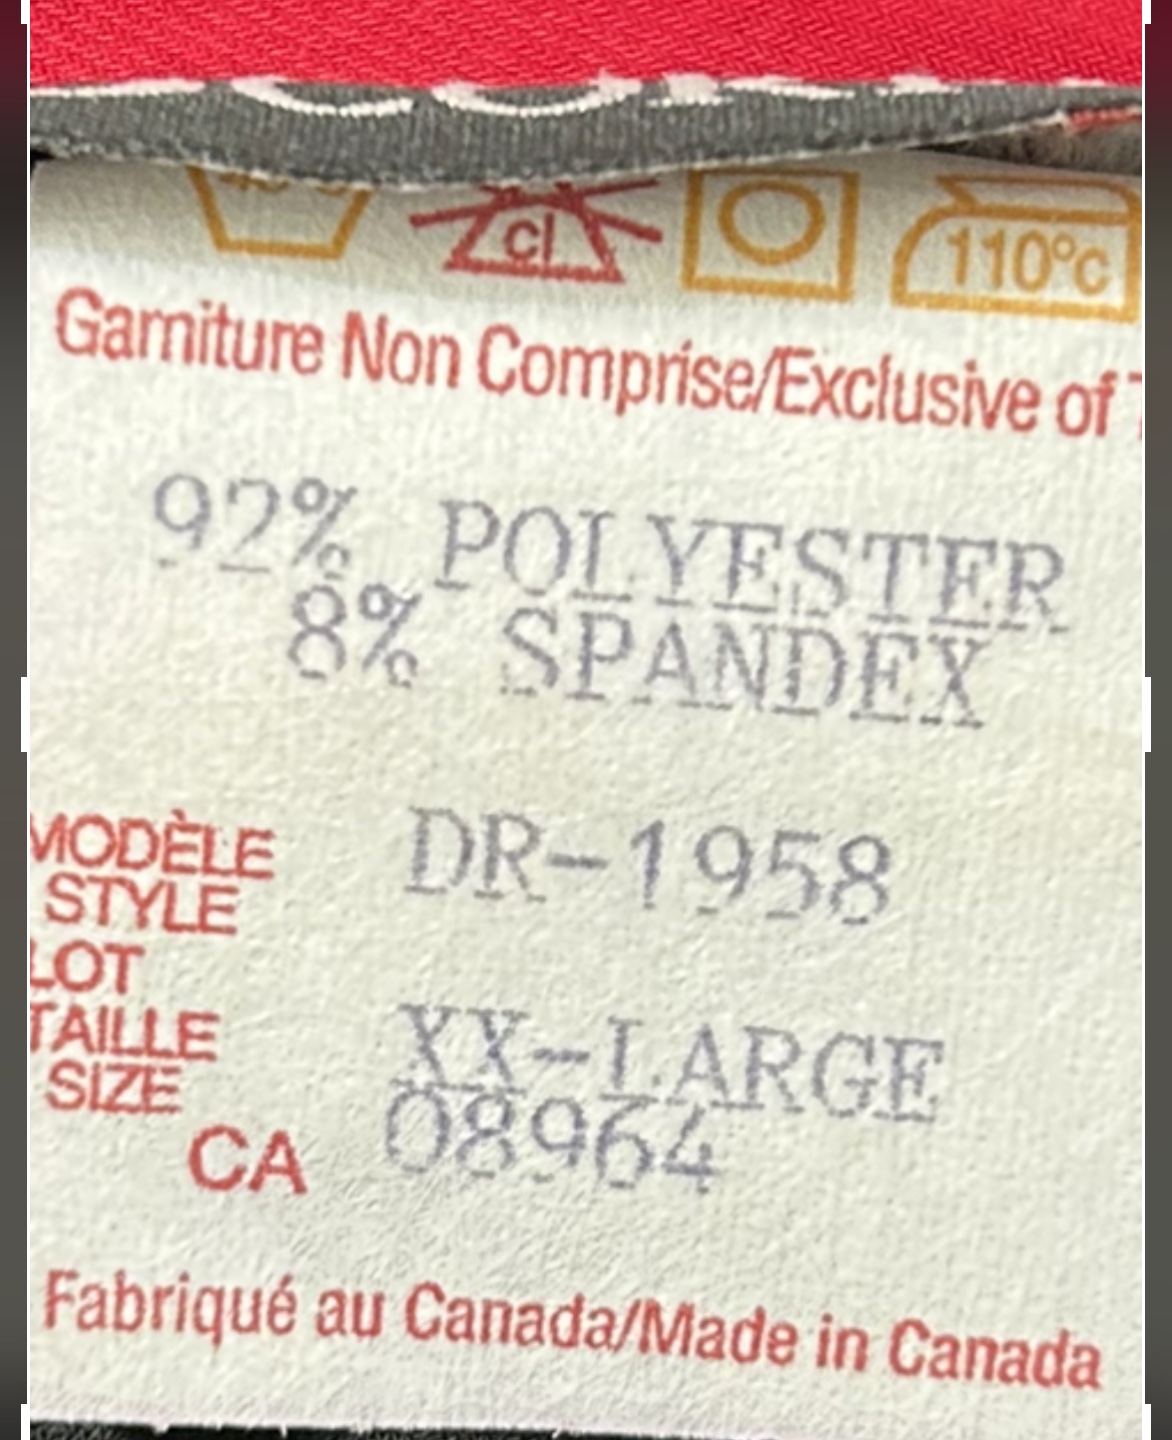 cl
110°c
Garniture Non Comprise/Exclusive of
92% POLYESTER
8% SPANDEX
MODÈLE
STYLE DR-1958
LOT
TAILLE
SIZE XX-LARGE
CA 08964
Fabriqué au Canada/Made in Canada